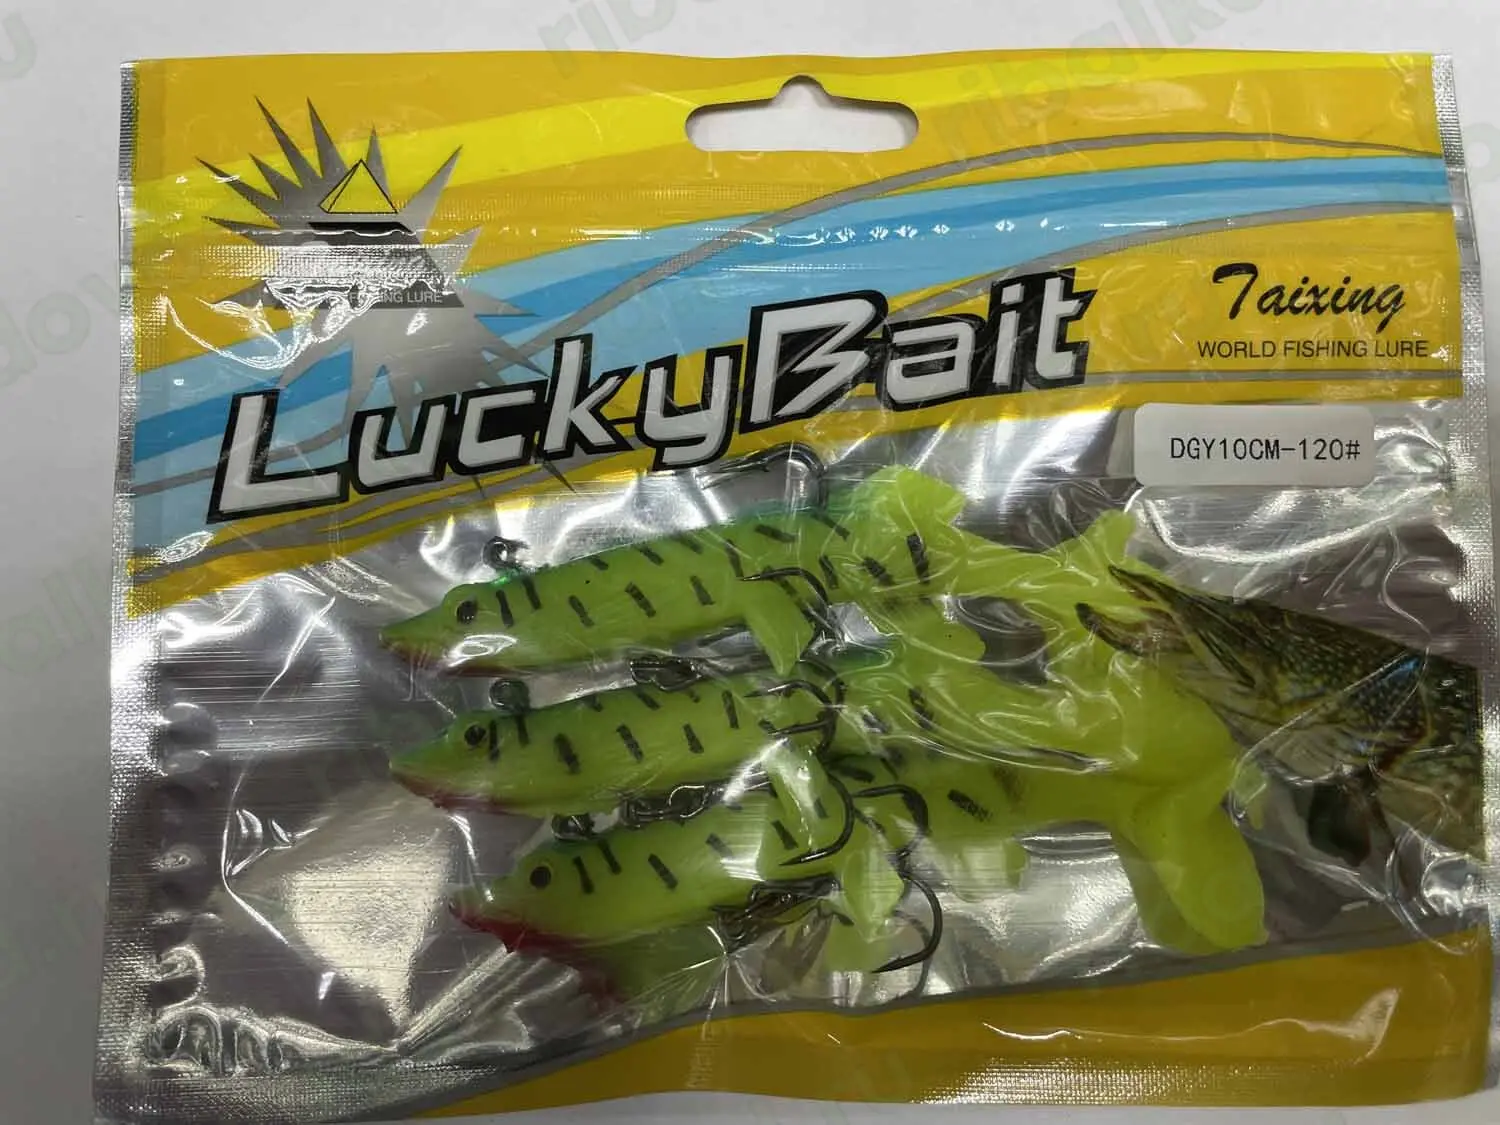 FISHING LURE
LuckyBait
Taixing
WORLD FISHING LURE
DGY10CM-120#